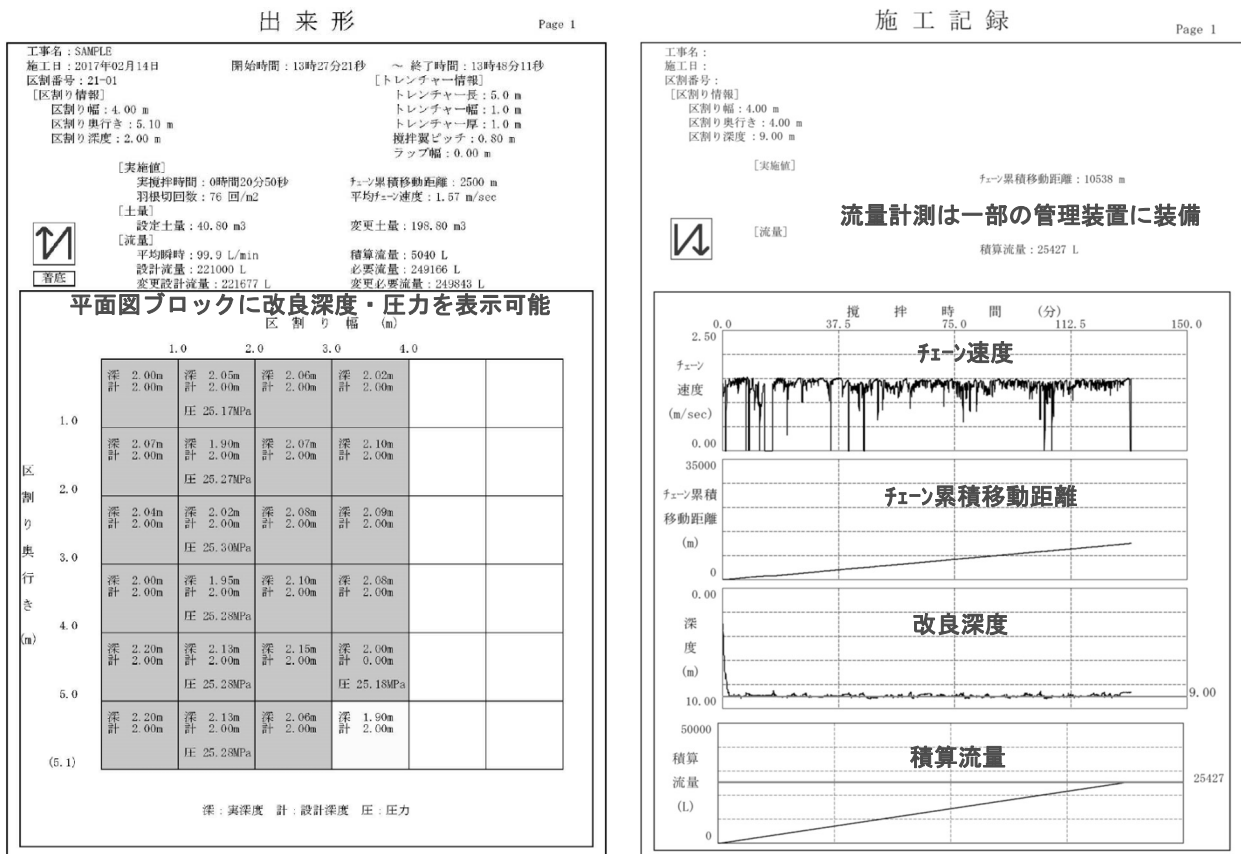 出来形
Page 1
工事名：SAMPLE
施工日：2017年02月14日 開始時間：13時27分21秒 ～ 終了時間：13時48分11秒
区割番号：21-01 [トレンチャー情報]
[区割り情報] トレンチャー長：5.0 m
区割り幅：4.00 m トレンチャー幅：1.0 m
区割り奥行き：5.10 m トレンチャー厚：1.0 m
区割り深度：2.00 m 撹拌翼ピッチ：0.80 m
ラップ幅：0.00 m
[実施値]
実撹拌時間：0時間20分50秒 チェーン累積移動距離：2500 m
羽根切回数：76 回/m2 平均チェーン速度：1.57 m/sec
[土量]
設定土量：40.80 m3 変更土量：198.80 m3
[流量]
平均瞬時：99.9 L/min 積算流量：5040 L
設計流量：221000 L 必要流量：249166 L
変更設計流量：221677 L 変更必要流量：249843 L
着底
平面図ブロックに改良深度・圧力を表示可能
区割り幅 (m)
1.0 2.0 3.0 4.0
区割り奥行き (m)
深 2.00m 深 2.05m 深 2.06m 深 2.02m
計 2.00m 計 2.00m 計 2.00m 計 2.00m
圧 25.17MPa
1.0
深 2.07m 深 1.90m 深 2.07m 深 2.10m
計 2.00m 計 2.00m 計 2.00m 計 2.00m
圧 25.27MPa
2.0
深 2.04m 深 2.02m 深 2.08m 深 2.09m
計 2.00m 計 2.00m 計 2.00m 計 2.00m
圧 25.30MPa
3.0
深 2.00m 深 1.95m 深 2.10m 深 2.08m
計 2.00m 計 2.00m 計 2.00m 計 2.00m
圧 25.28MPa
4.0
深 2.20m 深 2.13m 深 2.15m 深 2.00m
計 2.00m 計 2.00m 計 2.00m 計 0.00m
圧 25.28MPa 圧 25.18MPa
5.0
深 2.20m 深 2.13m 深 2.06m 深 1.90m
計 2.00m 計 2.00m 計 2.00m 計 2.00m
圧 25.28MPa
(5.1)
深：実深度 計：設計深度 圧：圧力
施工記録
Page 1
工事名：
施工日：
区割番号：
[区割り情報]
区割り幅：4.00 m
区割り奥行き：4.00 m
区割り深度：9.00 m
[実施値]
チェーン累積移動距離：10538 m
流量計測は一部の管理装置に装備
[流量]
積算流量：25427 L
撹拌時間 (分)
0.0 37.5 75.0 112.5 150.0
2.50
チェーン速度
チェーン
速度
(m/sec)
0.00
35000
チェーン累積移動距離
チェーン累積
移動距離
(m)
0
0.00
改良深度
深
度
(m)
10.00
9.00
50000
積算流量
積算
流量
(L)
25427
0